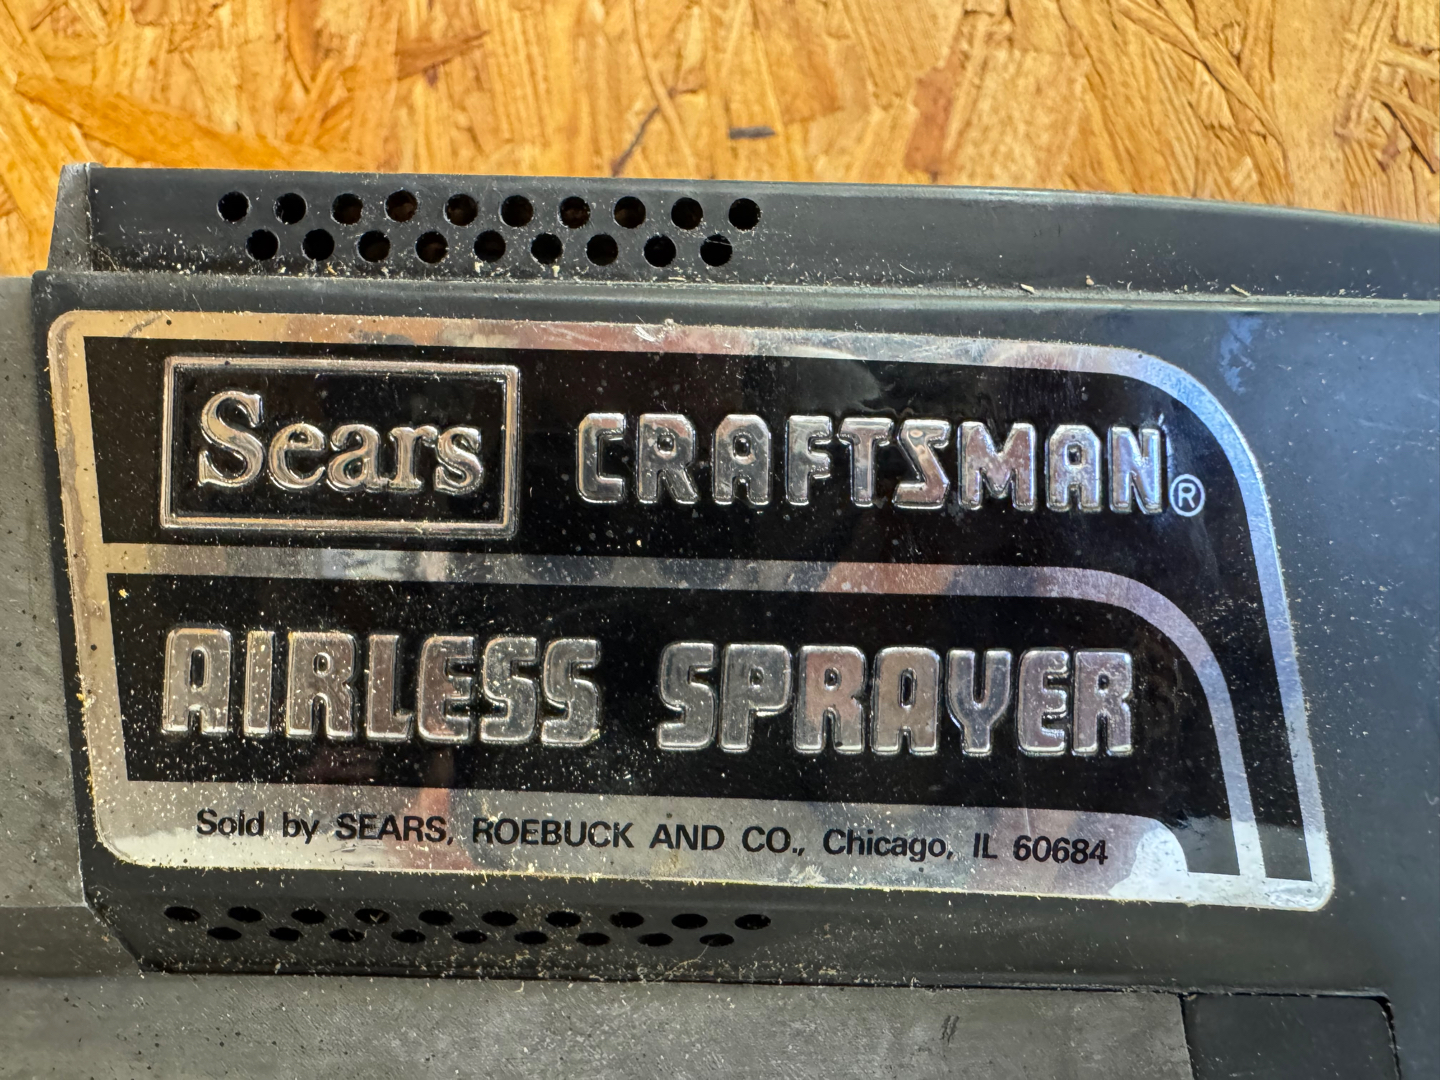 Sears CRAFTSMAN®
AIRLESS SPRAYER
Sold by SEARS, ROEBUCK AND CO., Chicago, IL 60684